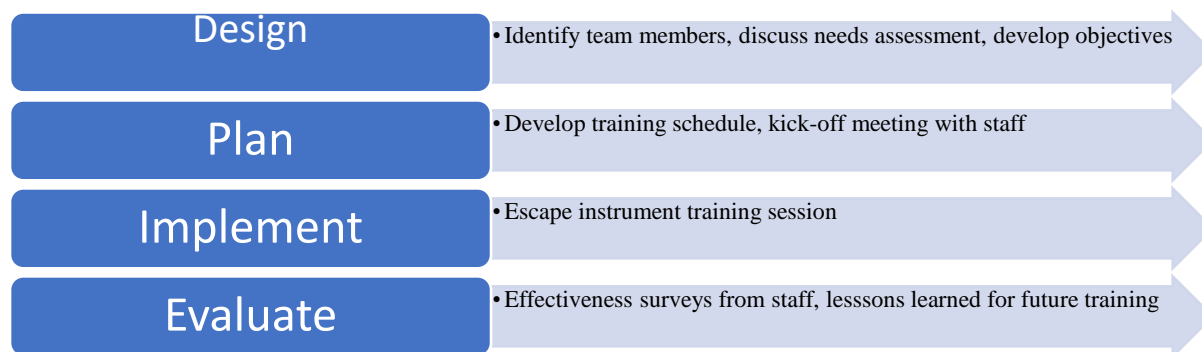 Design
• Identify team members, discuss needs assessment, develop objectives
Plan
• Develop training schedule, kick-off meeting with staff
Implement
• Escape instrument training session
Evaluate
• Effectiveness surveys from staff, lesssons learned for future training